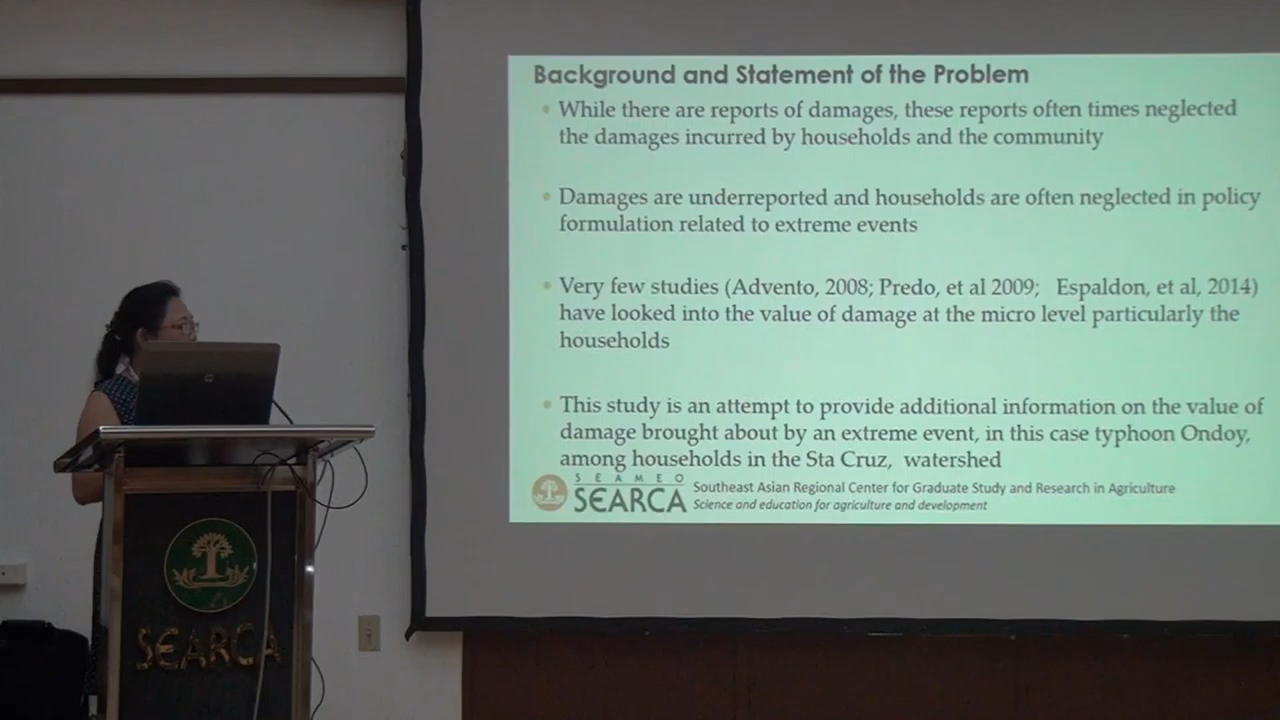 Background and Statement of the Problem
• While there are reports of damages, these reports often times neglected
the damages incurred by households and the community
• Damages are underreported and households are often neglected in policy
formulation related to extreme events
• Very few studies (Advento, 2008; Predo, et al 2009; Espaldon, et al, 2014)
have looked into the value of damage at the micro level particularly the
households
• This study is an attempt to provide additional information on the value of
damage brought about by an extreme event, in this case typhoon Ondoy,
among households in the Sta Cruz, watershed
SEAMEO
SEARCA
Southeast Asian Regional Center for Graduate Study and Research in Agriculture
Science and education for agriculture and development
hp
SEARCA